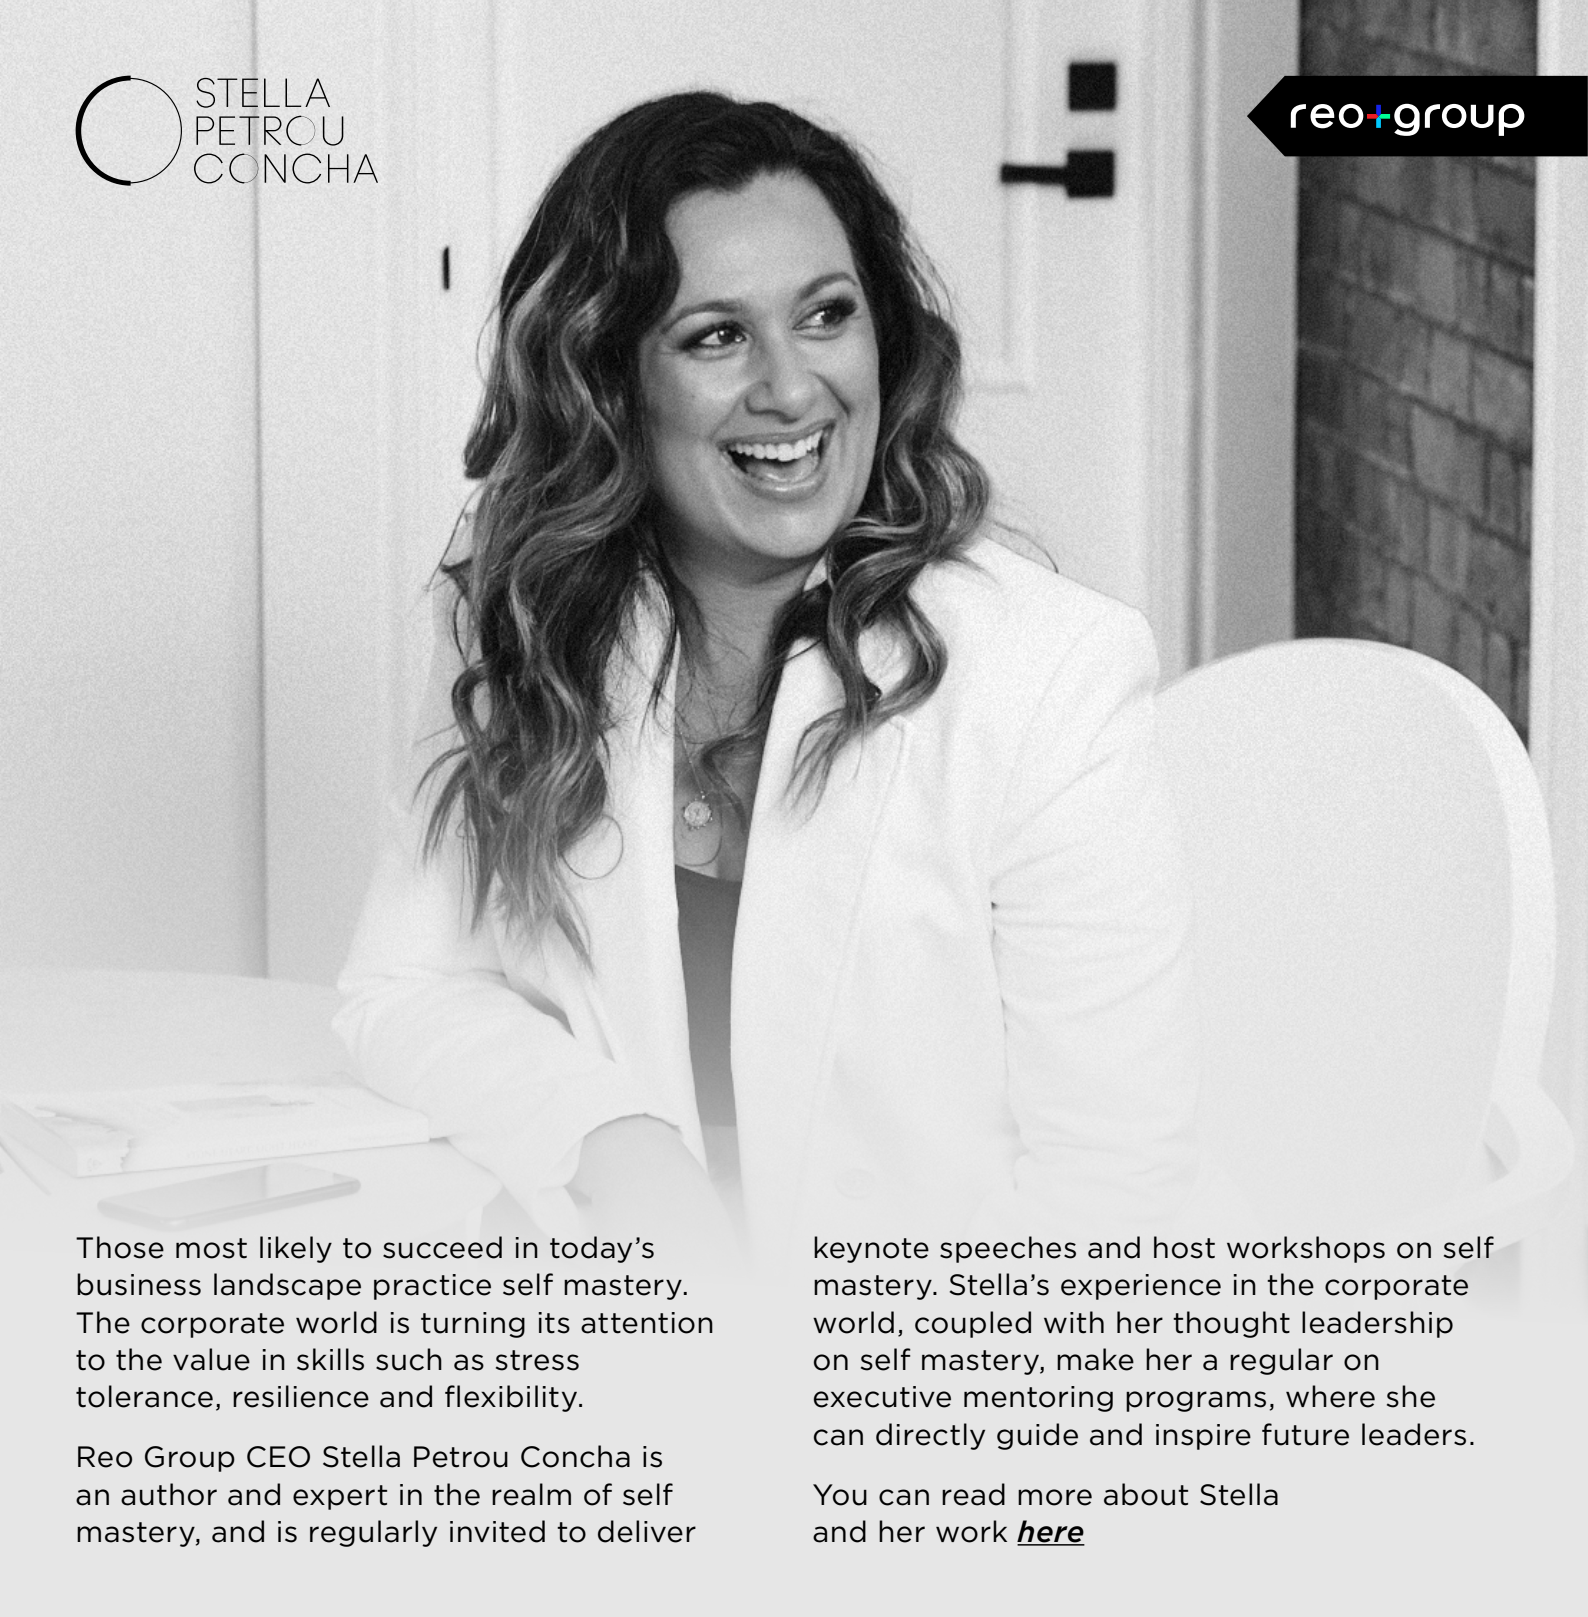 STELLA
PETROU
CONCHA
reo+group
Those most likely to succeed in today's
business landscape practice self mastery.
The corporate world is turning its attention
to the value in skills such as stress
tolerance, resilience and flexibility.
Reo Group CEO Stella Petrou Concha is
an author and expert in the realm of self
mastery, and is regularly invited to deliver
keynote speeches and host workshops on self
mastery. Stella's experience in the corporate
world, coupled with her thought leadership
on self mastery, make her a regular on
executive mentoring programs, where she
can directly guide and inspire future leaders.
You can read more about Stella
and her work here